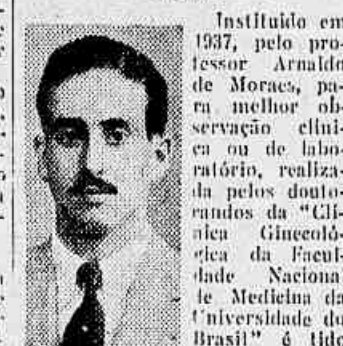 Instituido em
1937, pelo pro-
fessor Arnaldo
de Moraes, pa-
ra melhor ob-
servação clini-
ca ou de labo-
ratório, realiza-
da pelos douto-
randos da "Clí-
nica Ginecoló-
gica da Facul-
dade Naciona
de Medicina da
Universidade do
Brasil" é tido